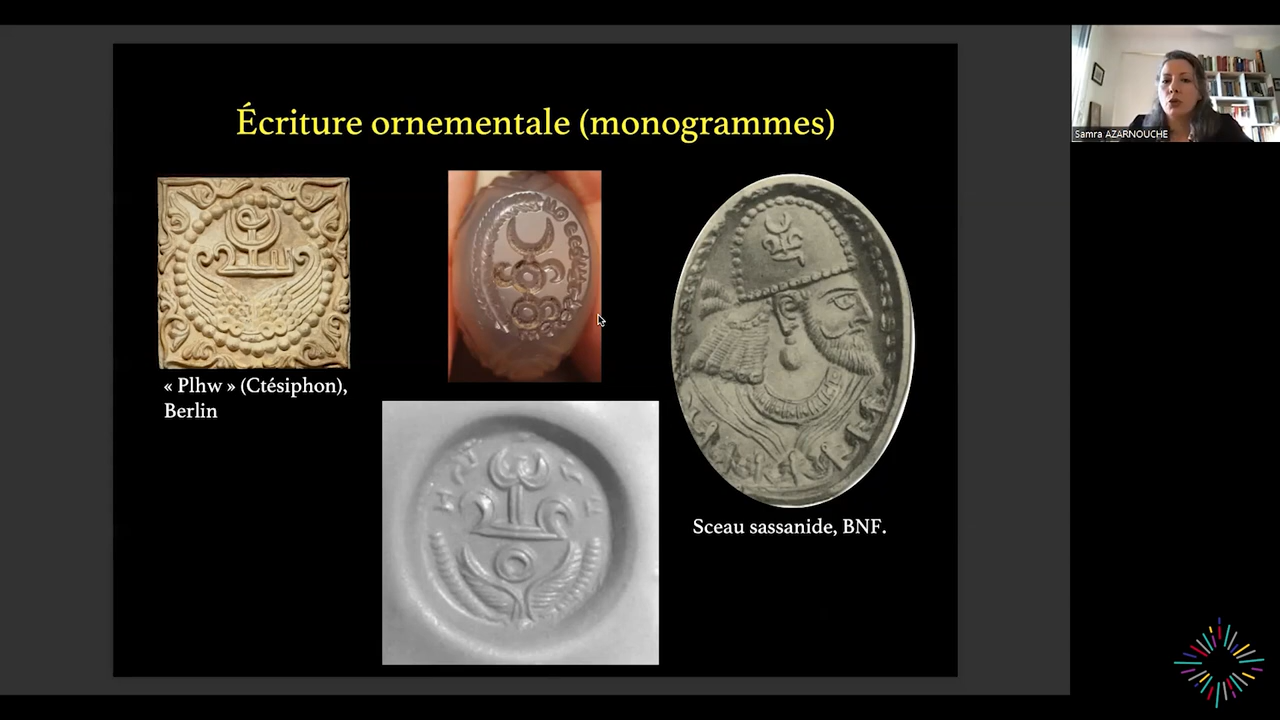 Écriture ornementale (monogrammes)
« Plhw » (Ctésiphon),
Berlin
Sceau sassanide, BNF.
Samra AZARNOUCHE